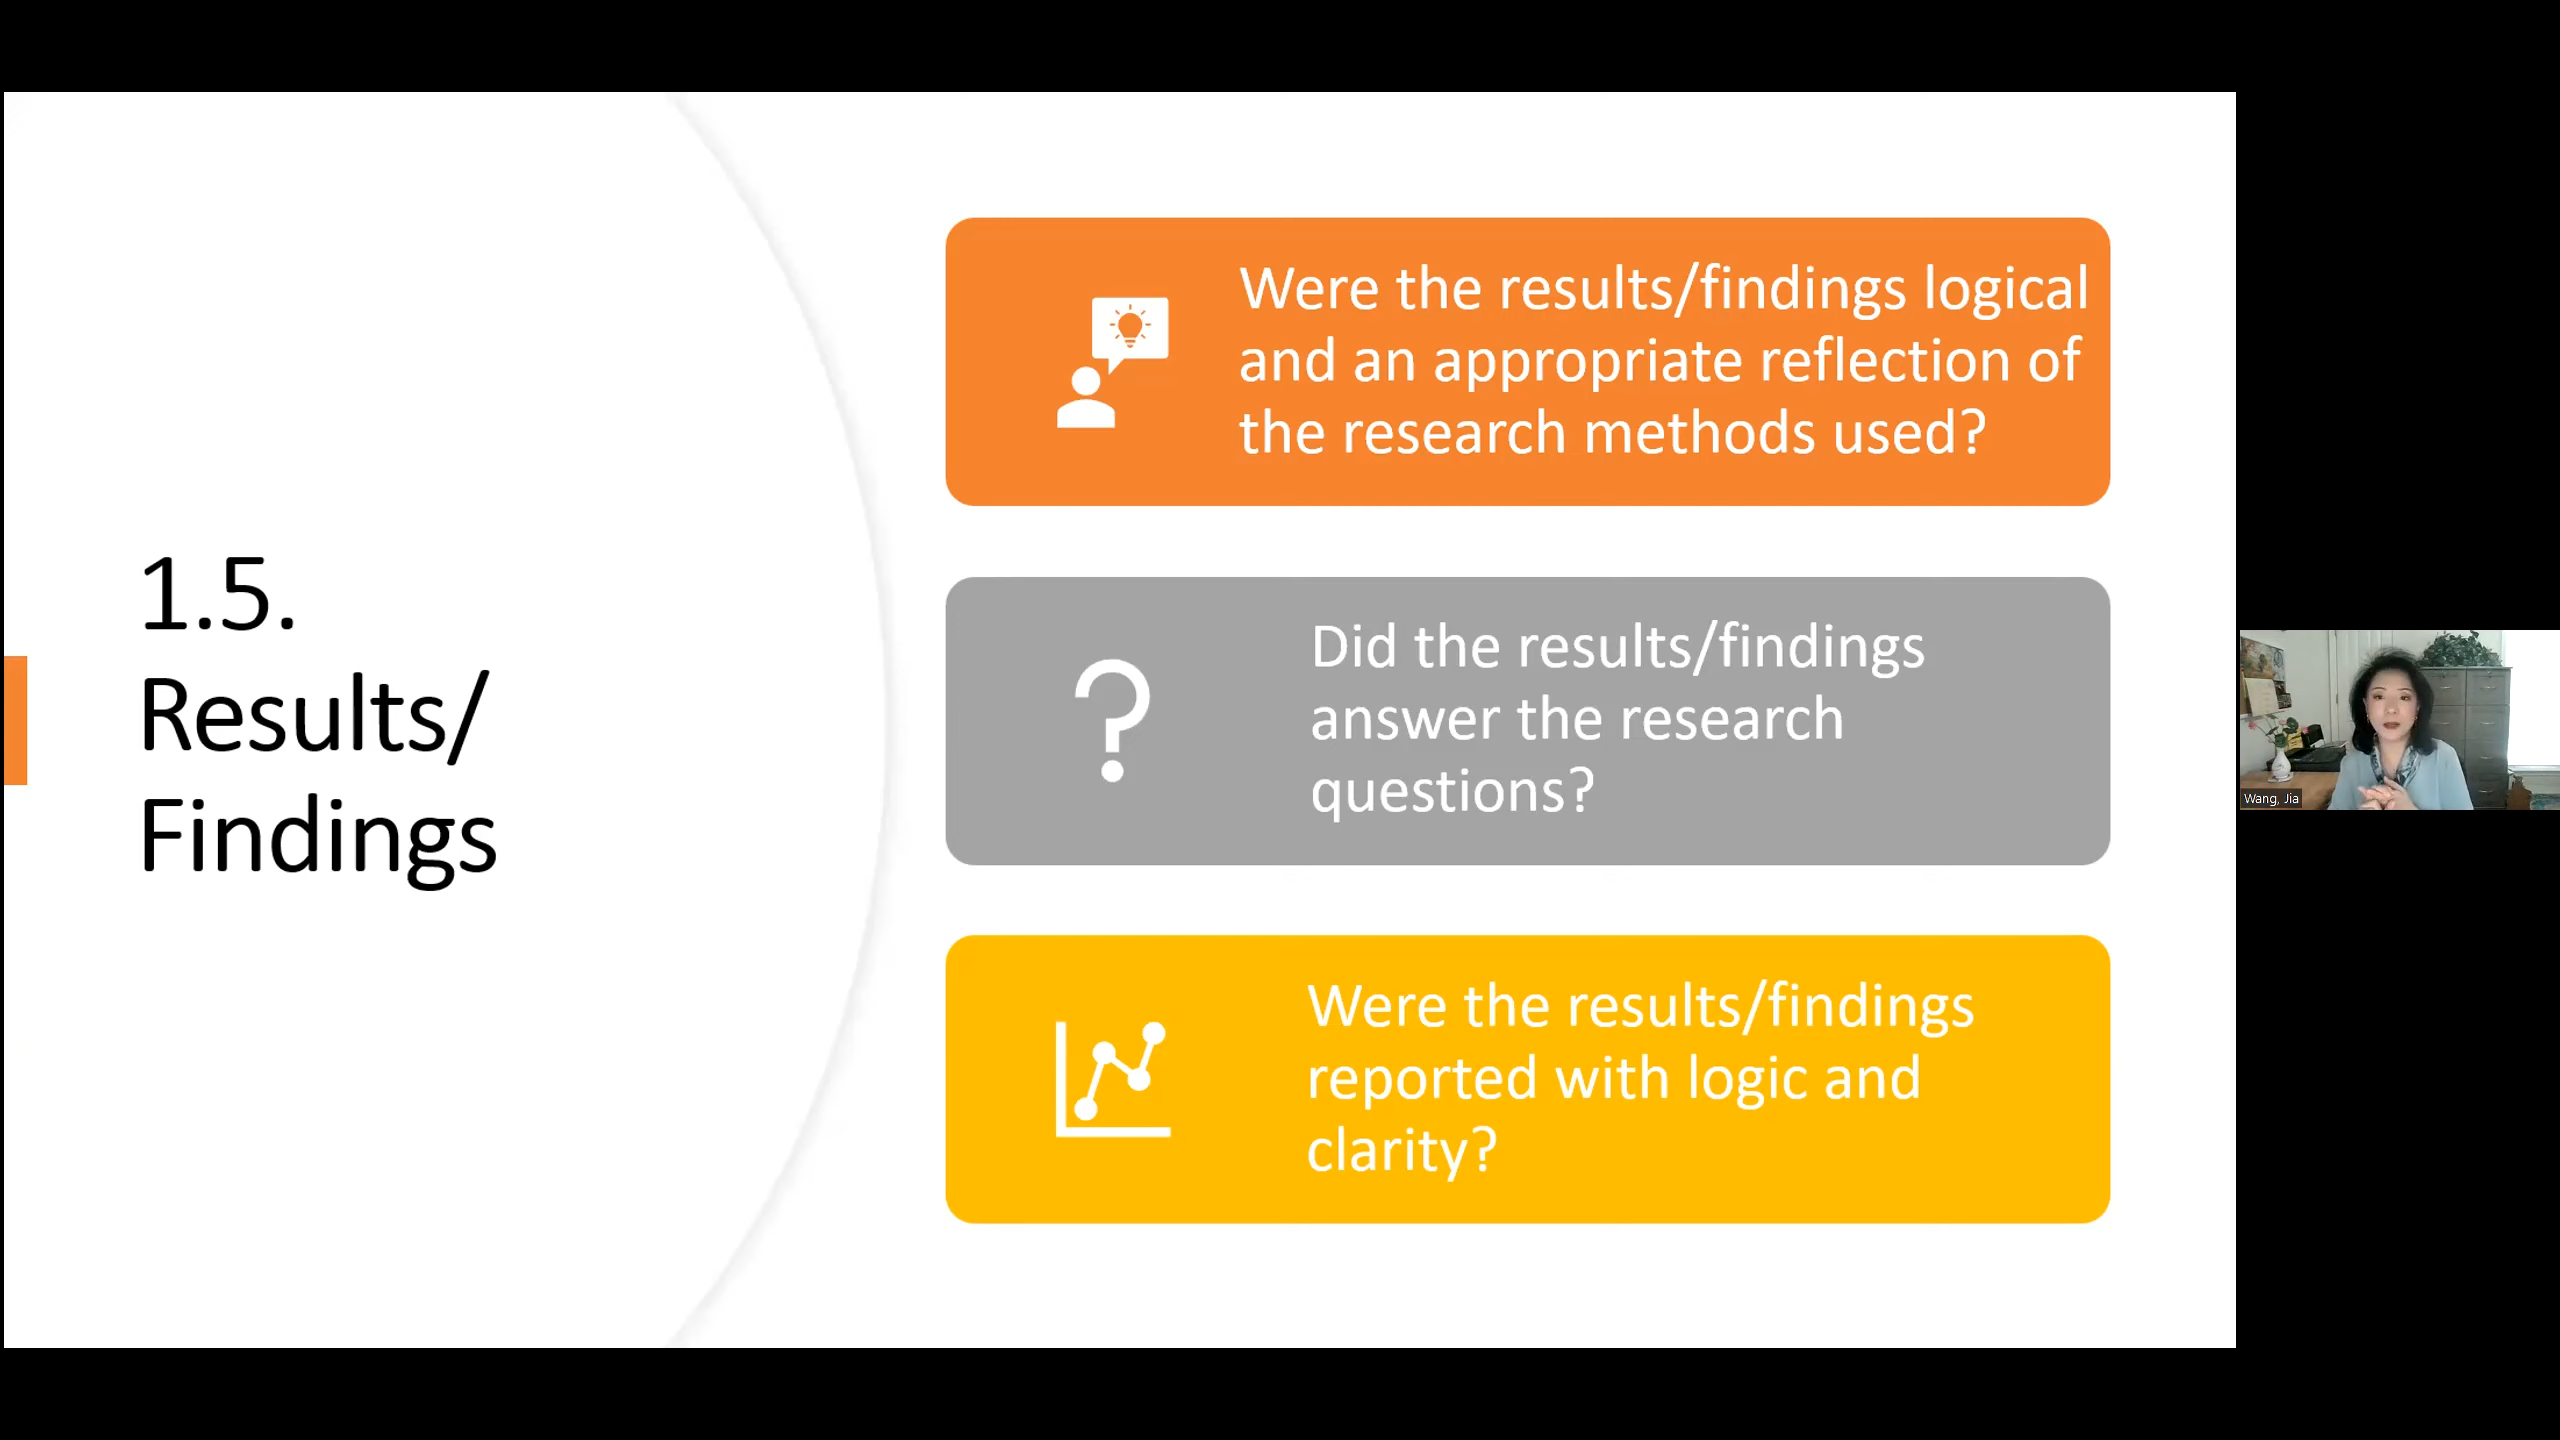 1.5.
Results/
Findings
Were the results/findings logical
and an appropriate reflection of
the research methods used?
Did the results/findings
answer the research
questions?
Were the results/findings
reported with logic and
clarity?
Wang, Jia